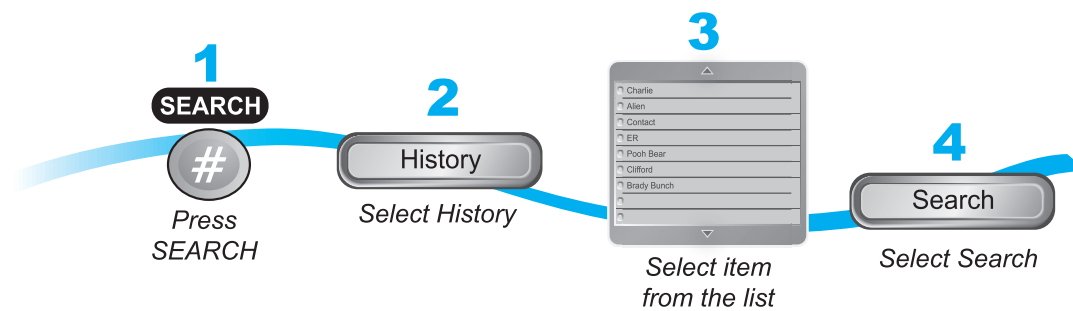 1
SEARCH
#
Press
SEARCH
2
History
Select History
3
Charlie
Alien
Contact
ER
Pooh Bear
Clifford
Brady Bunch
Select item
from the list
4
Search
Select Search